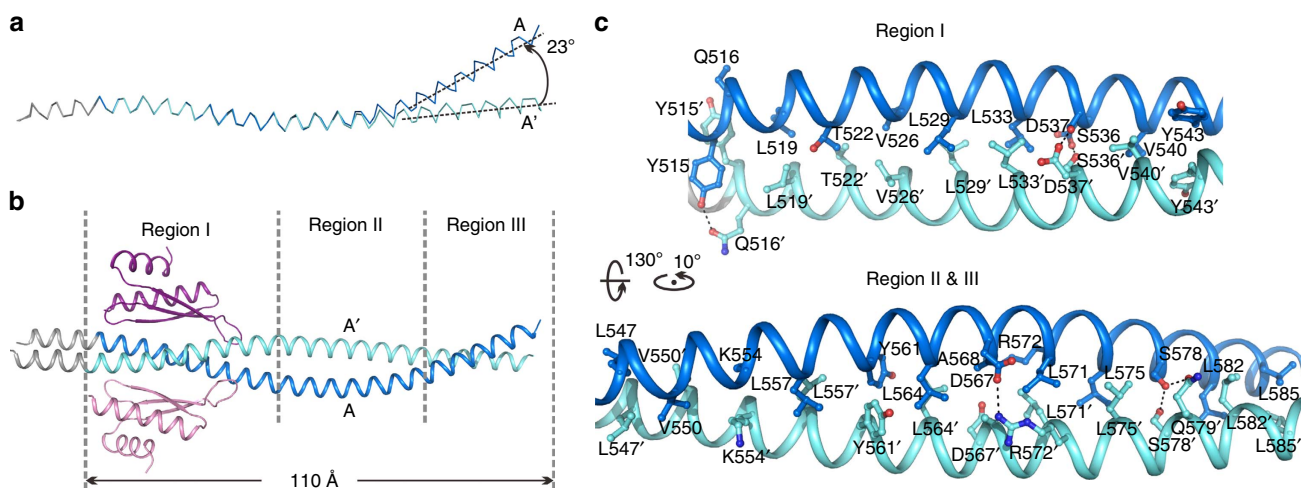 a
A
23°
A′
b
Region I
Region II
Region III
A′
A
110 Å
c
Region I
Q516
Y515′
Y515
L519
T522
V526
L529
L533
D537
S536
V540
Y543
S536′
L519′
T522′
V526′
L529′
L533′
D537′
V540′
Y543′
Q516′
130°
10°
Region II & III
L547
V550′
K554
L557
L557′
Y561
L564
A568
D567
R572
L571
L575
S578
L582
L585
L547′
V550
K554′
Y561′
L564′
D567′
R572′
L571′
L575′
S578′
Q579′
L582′
L585′